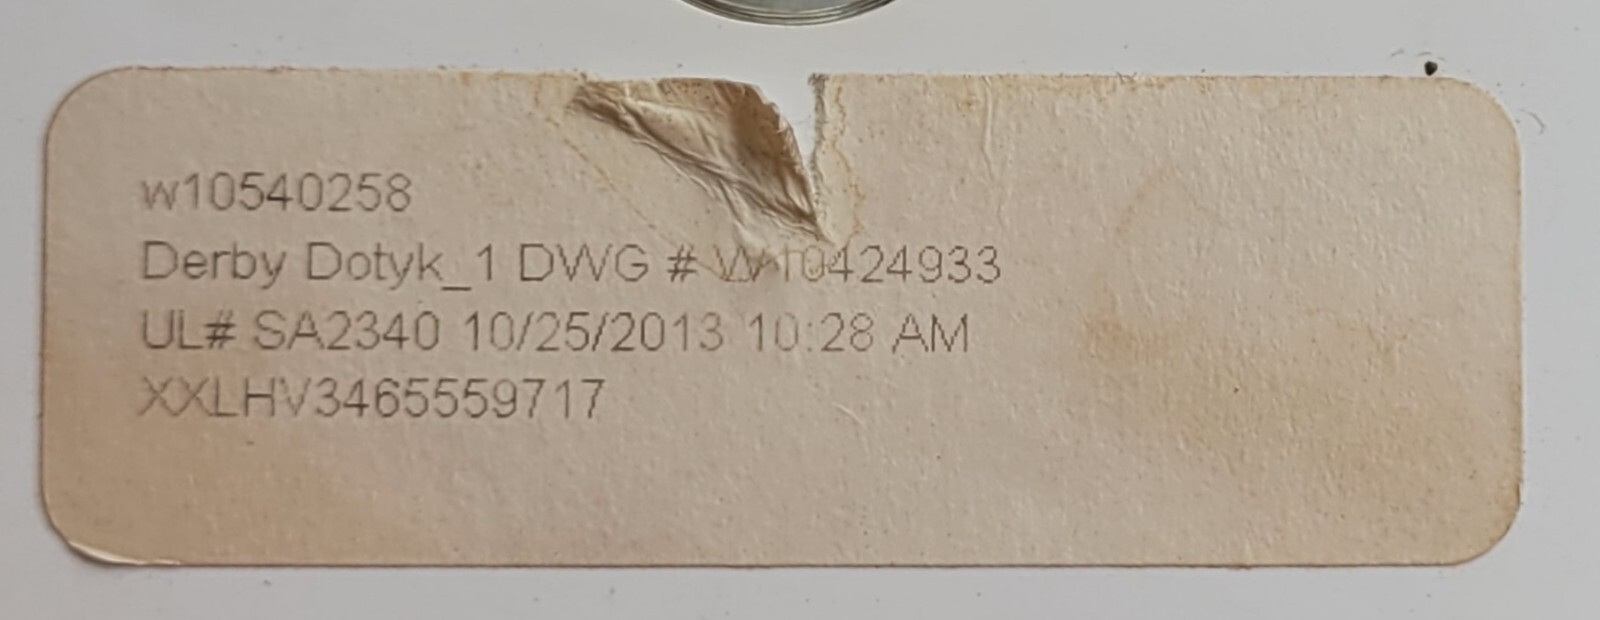 w10540258
Derby Dotyk_1 DWG # W10424933
UL# SA2340 10/25/2013 10:28 AM
XXLHV3465559717